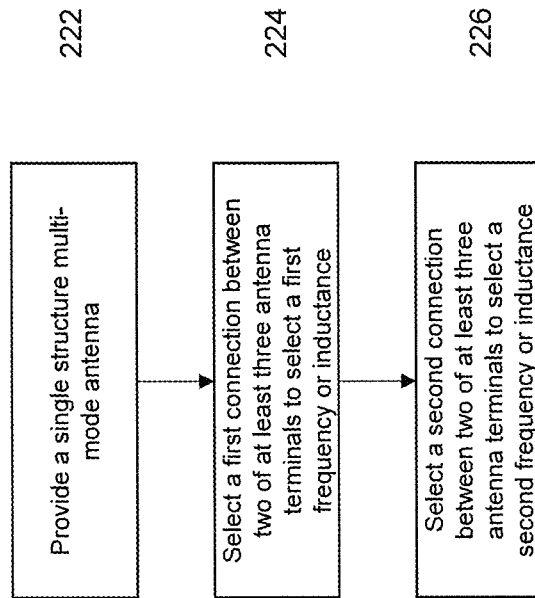 222
Provide a single structure multi-
mode antenna
224
Select a first connection between
two of at least three antenna
terminals to select a first
frequency or inductance
226
Select a second connection
between two of at least three
antenna terminals to select a
second frequency or inductance